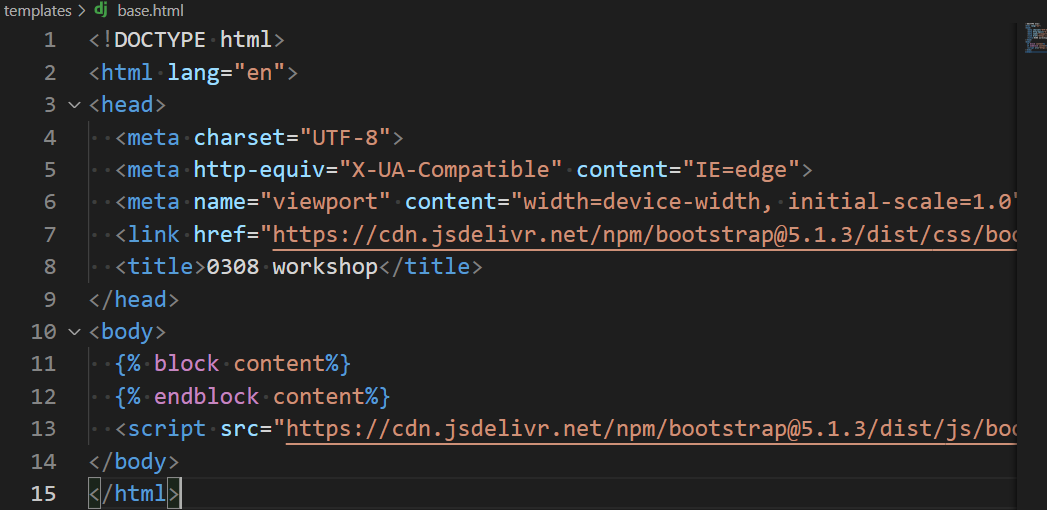 templates > dj base.html
1 <!DOCTYPE html>
2 <html lang="en">
3 <head>
4 <meta charset="UTF-8">
5 <meta http-equiv="X-UA-Compatible" content="IE=edge">
6 <meta name="viewport" content="width=device-width, initial-scale=1.0"
7 <link href="https://cdn.jsdelivr.net/npm/bootstrap@5.1.3/dist/css/boo
8 <title>0308 workshop</title>
9 </head>
10 <body>
11 {% block content%}
12 {% endblock content%}
13 <script src="https://cdn.jsdelivr.net/npm/bootstrap@5.1.3/dist/js/boo
14 </body>
15 </html>